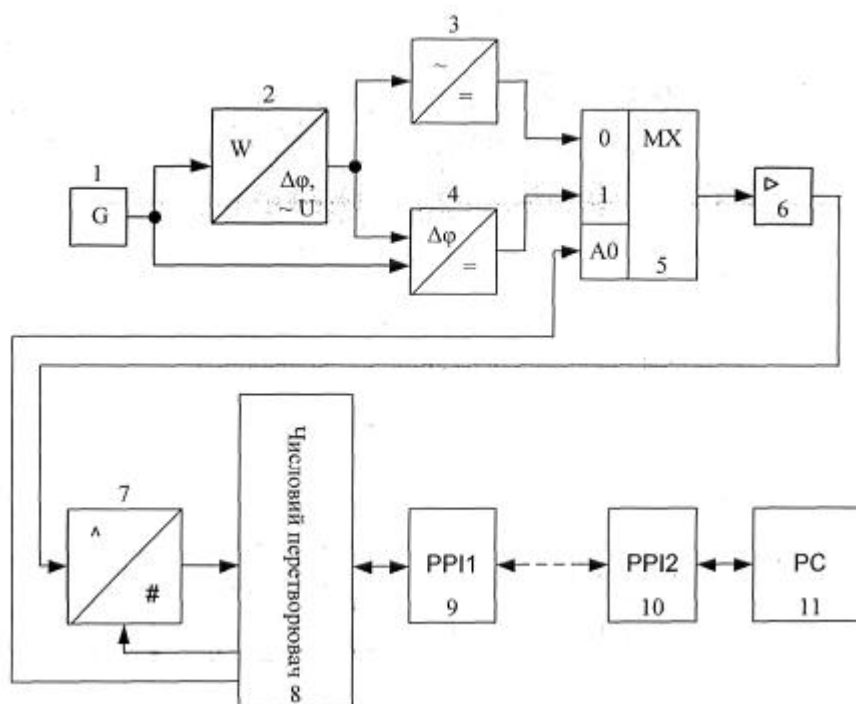 3
~
=
2
W
Δφ,
~ U
1
G
4
Δφ
=
0
MX
1
A0
5
▷
6
7
^
#
Числовий перетворювач 8
PPI1
9
PPI2
10
PC
11